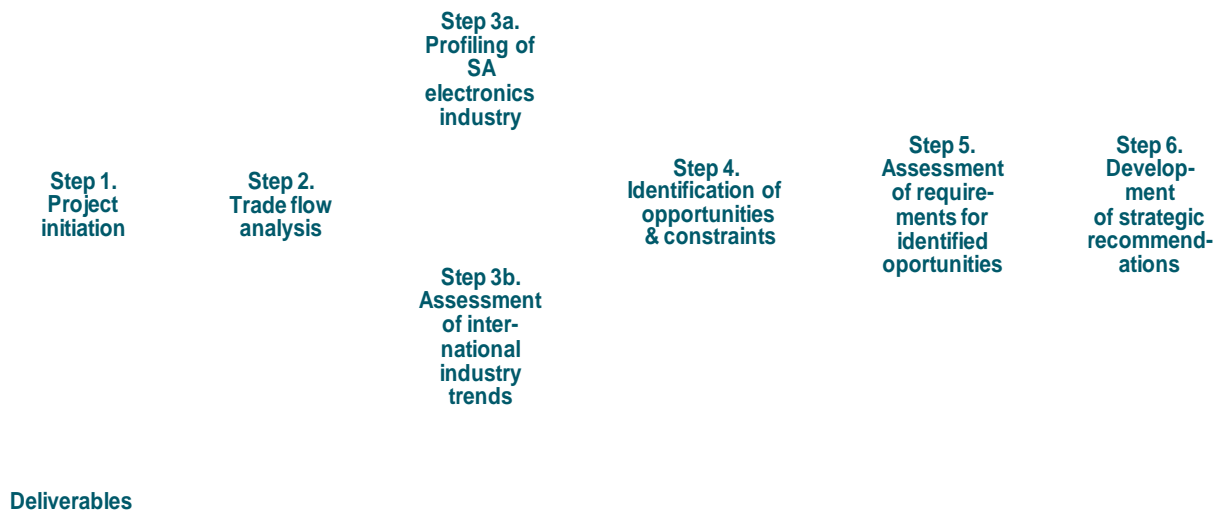 Step 1.
Project
initiation
Step 2.
Trade flow
analysis
Step 3a.
Profiling of
SA
electronics
industry
Step 3b.
Assessment
of inter-
national
industry
trends
Step 4.
Identification of
opportunities
& constraints
Step 5.
Assessment
of require-
ments for
identified
oportunities
Step 6.
Develop-
ment
of strategic
recommend-
ations
Deliverables